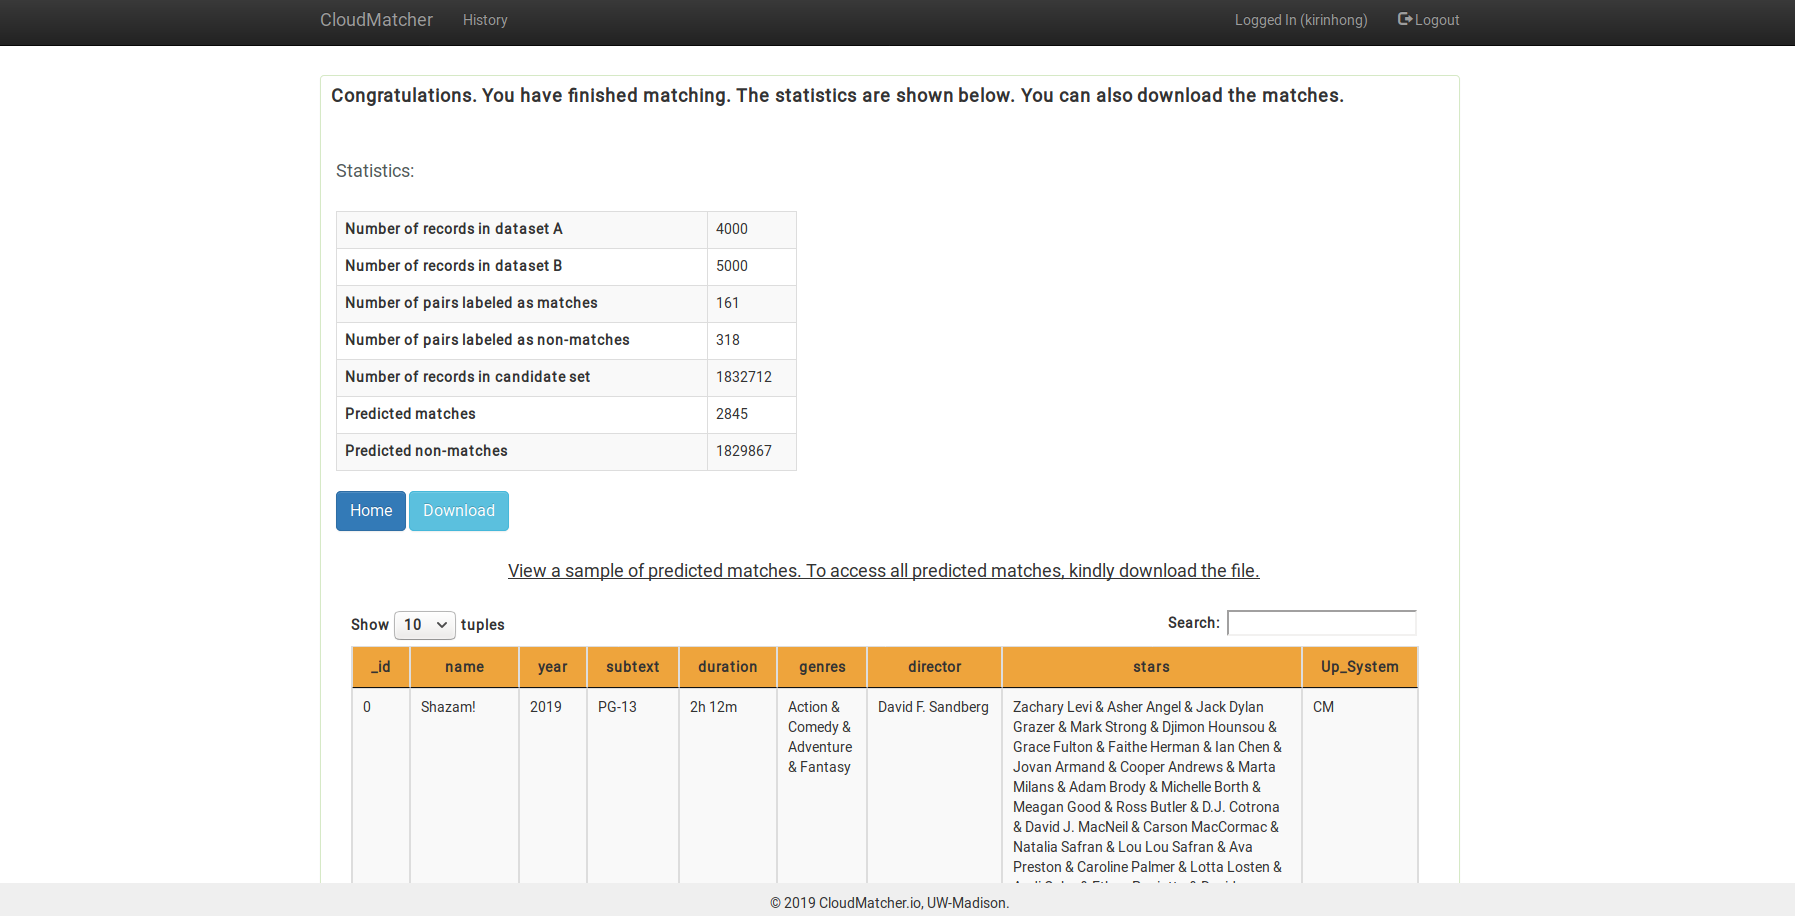 CloudMatcher History Logged In (kirinhong) Logout
Congratulations. You have finished matching. The statistics are shown below. You can also download the matches.
Statistics:
Number of records in dataset A 4000
Number of records in dataset B 5000
Number of pairs labeled as matches 161
Number of pairs labeled as non-matches 318
Number of records in candidate set 1832712
Predicted matches 2845
Predicted non-matches 1829867
Home Download
View a sample of predicted matches. To access all predicted matches, kindly download the file.
Show 10 tuples Search:
_id name year subtext duration genres director stars Up_System
0 Shazam! 2019 PG-13 2h 12m Action & David F. Sandberg Zachary Levi & Asher Angel & Jack Dylan CM
Comedy & Grazer & Mark Strong & Djimon Hounsou &
Adventure Grace Fulton & Faithe Herman & Ian Chen &
& Fantasy Jovan Armand & Cooper Andrews & Marta
Milans & Adam Brody & Michelle Borth &
Meagan Good & Ross Butler & D.J. Cotrona
& David J. MacNeil & Carson MacCormac &
Natalia Safran & Lou Lou Safran & Ava
Preston & Caroline Palmer & Lotta Losten &
© 2019 CloudMatcher.io, UW-Madison.